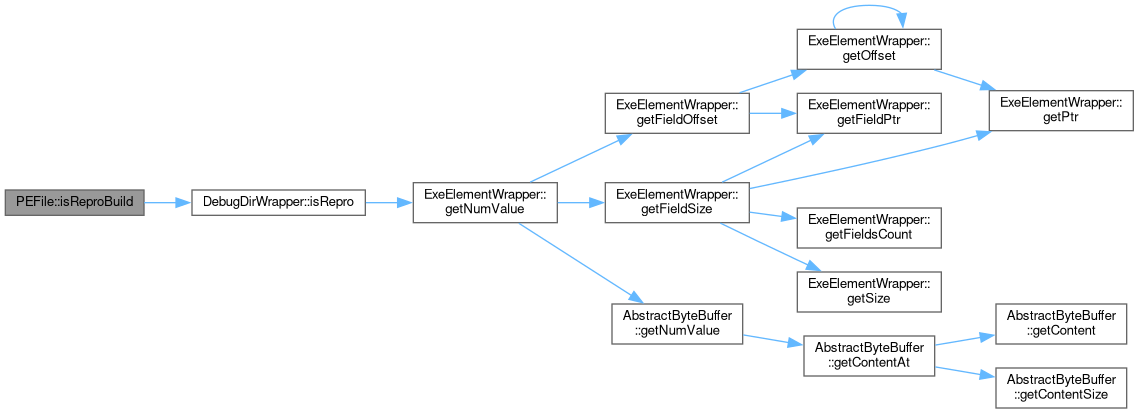 PEFile::isReproBuild
DebugDirWrapper::isRepro
ExeElementWrapper::
getNumValue
ExeElementWrapper::
getFieldOffset
ExeElementWrapper::
getOffset
ExeElementWrapper::
getPtr
ExeElementWrapper::
getFieldPtr
ExeElementWrapper::
getFieldSize
ExeElementWrapper::
getFieldsCount
ExeElementWrapper::
getSize
AbstractByteBuffer
::getNumValue
AbstractByteBuffer
::getContentAt
AbstractByteBuffer
::getContent
AbstractByteBuffer
::getContentSize